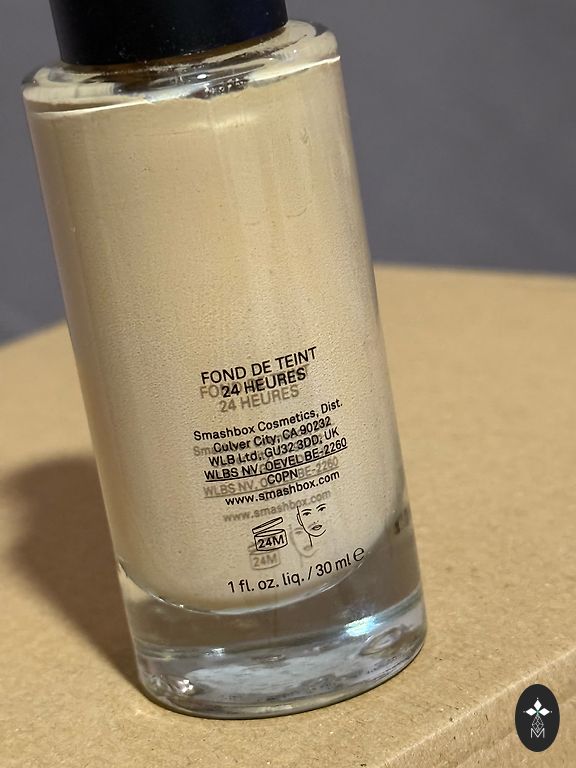 FOND DE TEINT
24 HEURES
Smashbox Cosmetics, Dist.
Culver City, CA 90232
WLB Ltd, GU32 3DD, UK
WLBS NV, OEVEL BE-2260
C0PN
www.smashbox.com
24M
1 fl. oz. liq. / 30 ml ℮
M